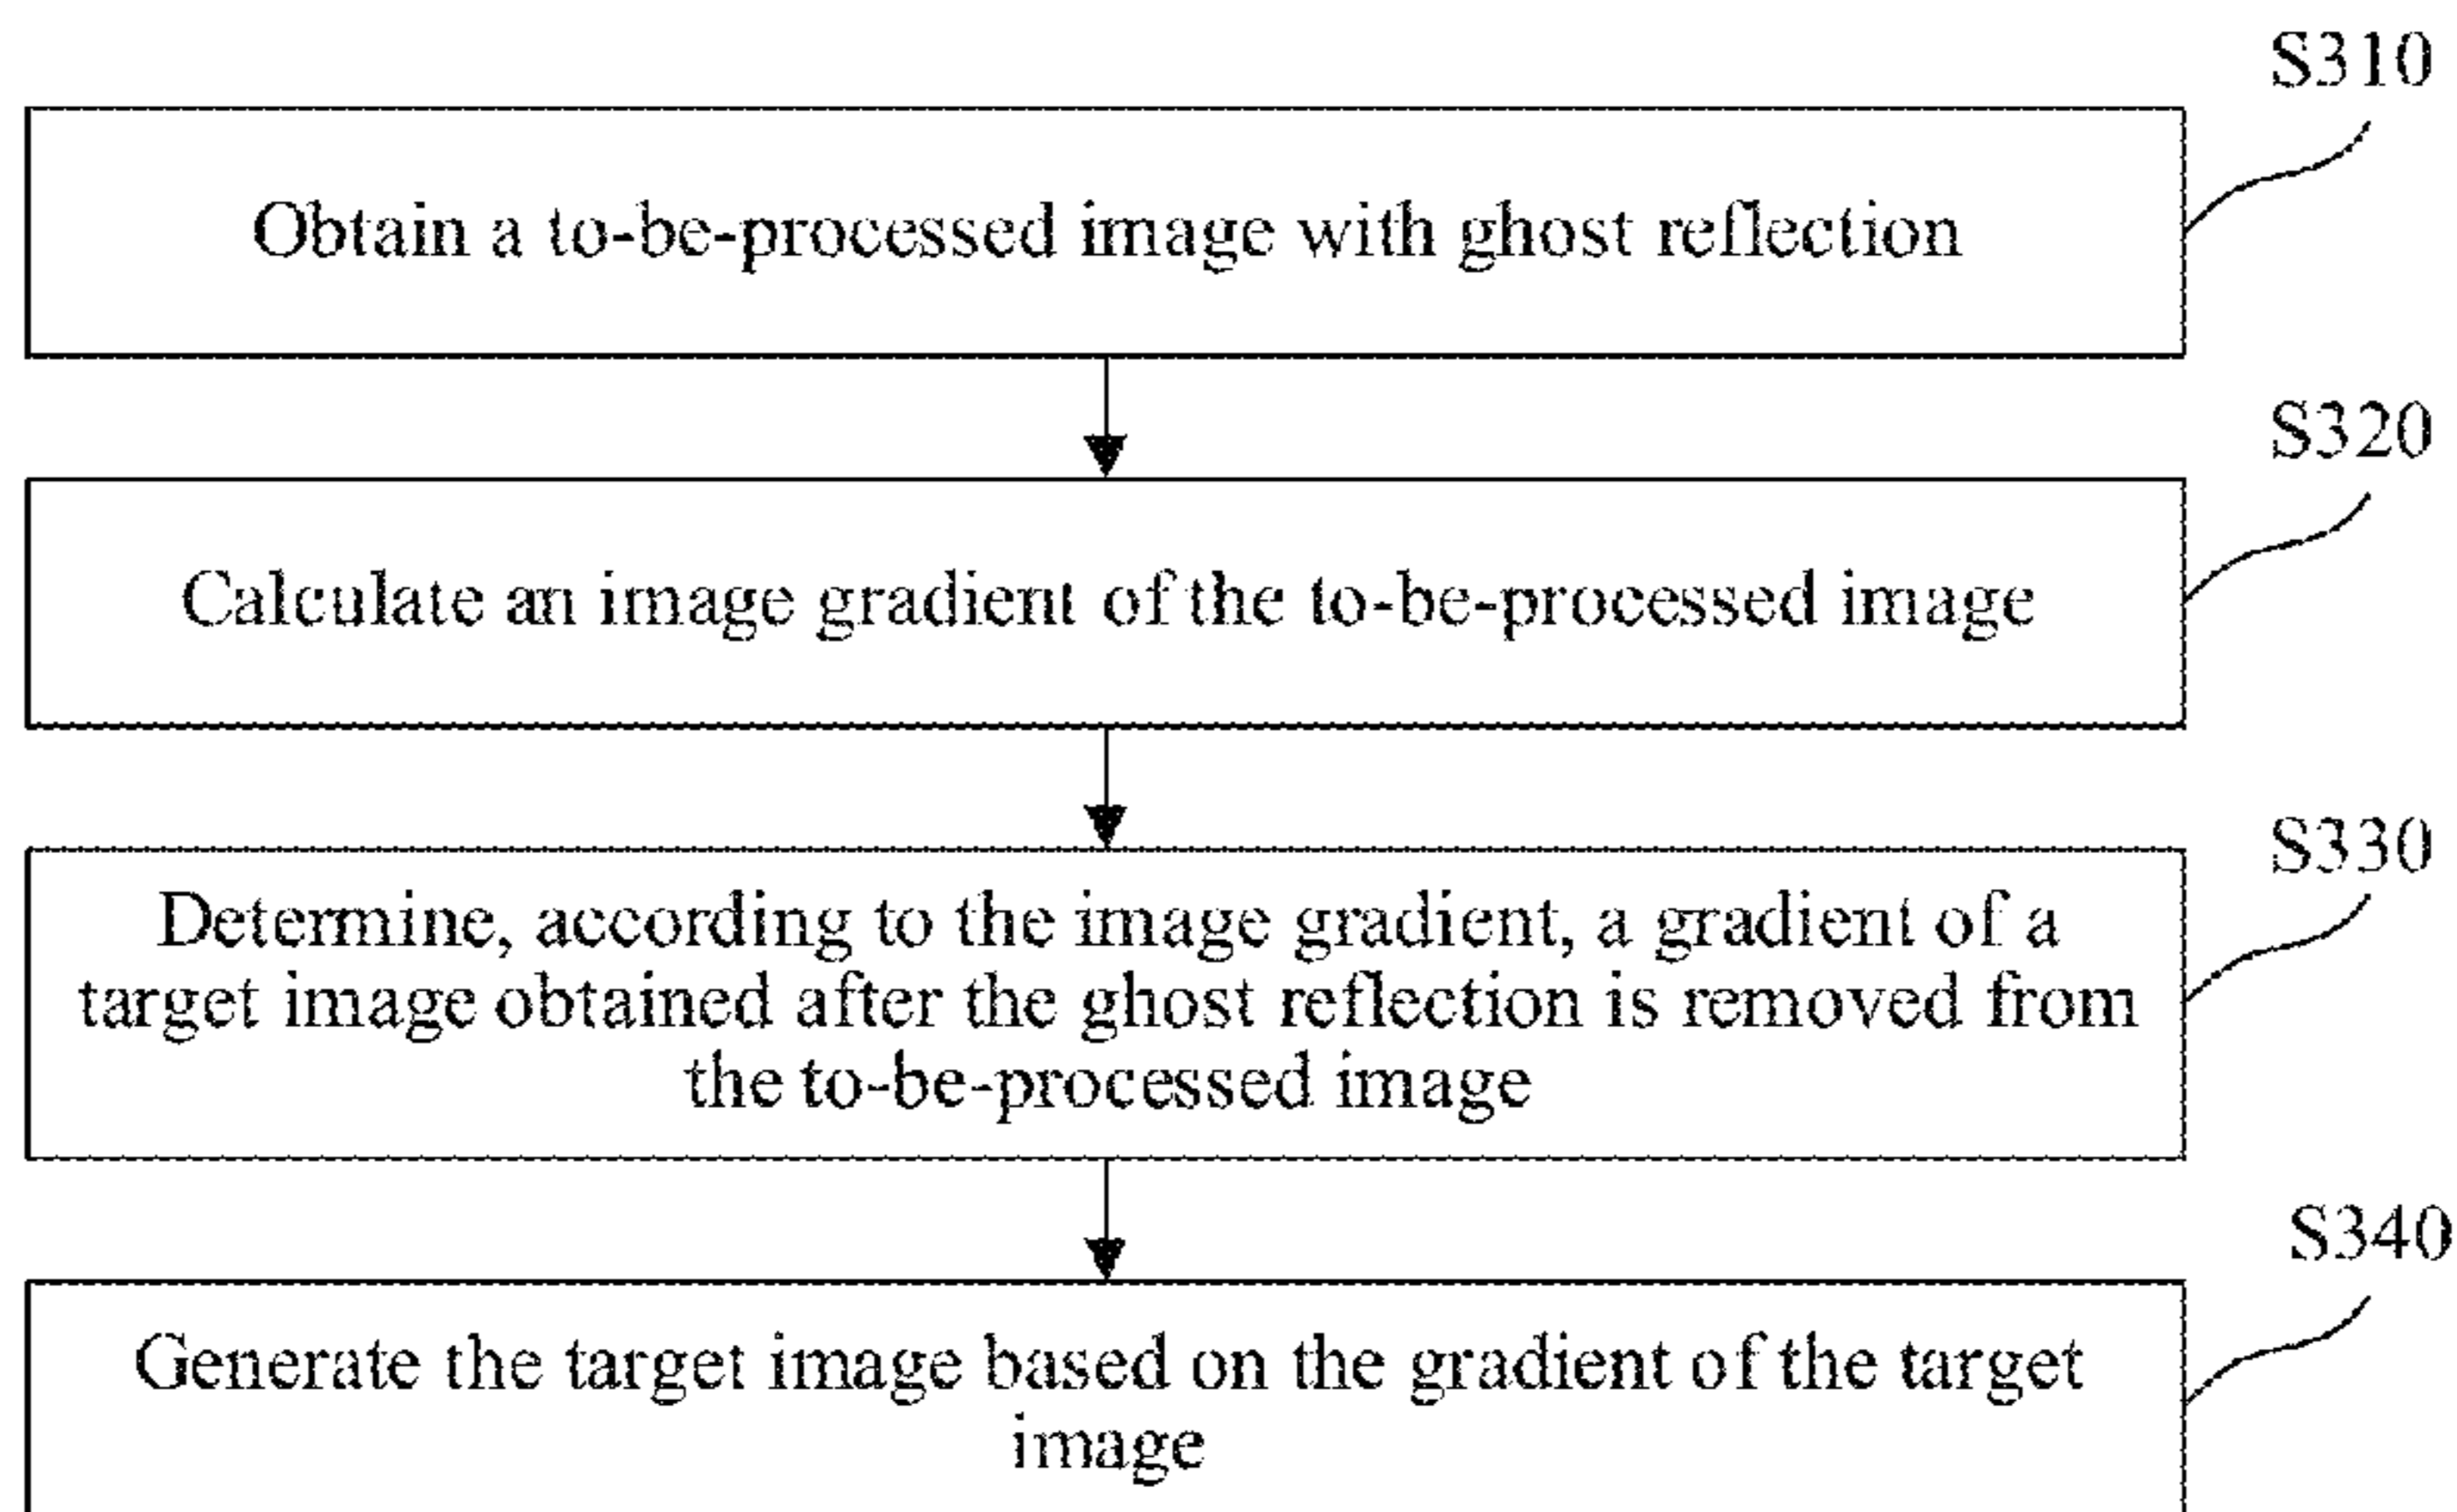 S310
Obtain a to-be-processed image with ghost reflection
S320
Calculate an image gradient of the to-be-processed image
S330
Determine, according to the image gradient, a gradient of a
target image obtained after the ghost reflection is removed from
the to-be-processed image
S340
Generate the target image based on the gradient of the target
image